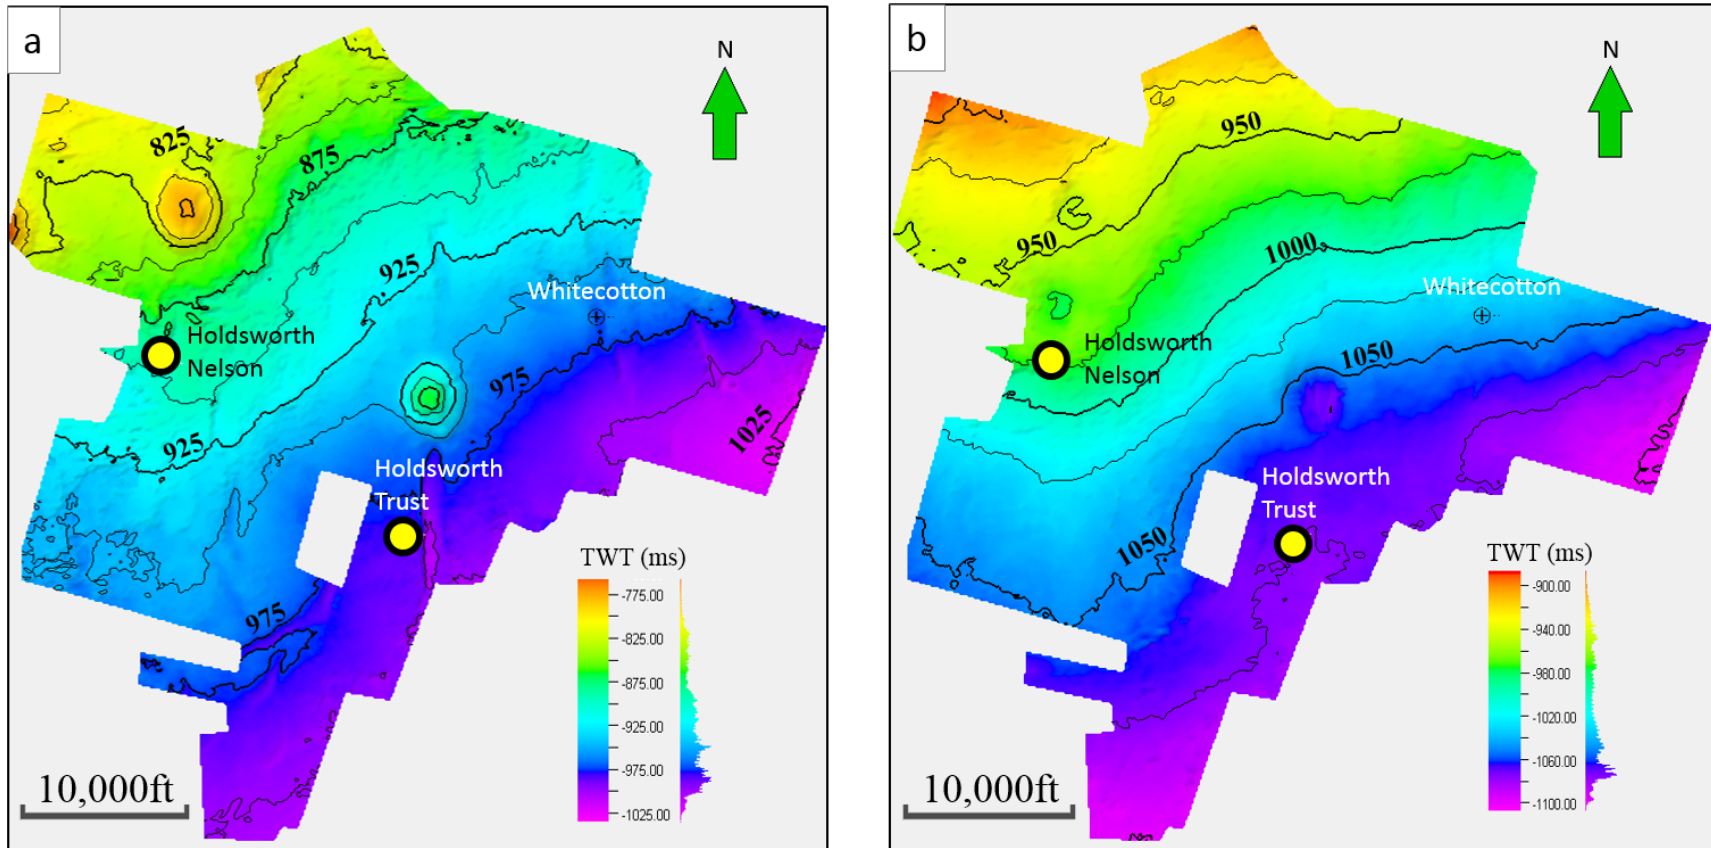 a
N
825
875
925
Whitecotton
Holdsworth
Nelson
975
925
1025
Holdsworth
Trust
TWT (ms)
-775.00
-825.00
-875.00
-925.00
-975.00
-1025.00
975
10,000ft
b
N
950
950
1000
Whitecotton
1050
Holdsworth
Nelson
Holdsworth
Trust
1050
TWT (ms)
-900.00
-940.00
-980.00
-1020.00
-1060.00
-1100.00
10,000ft